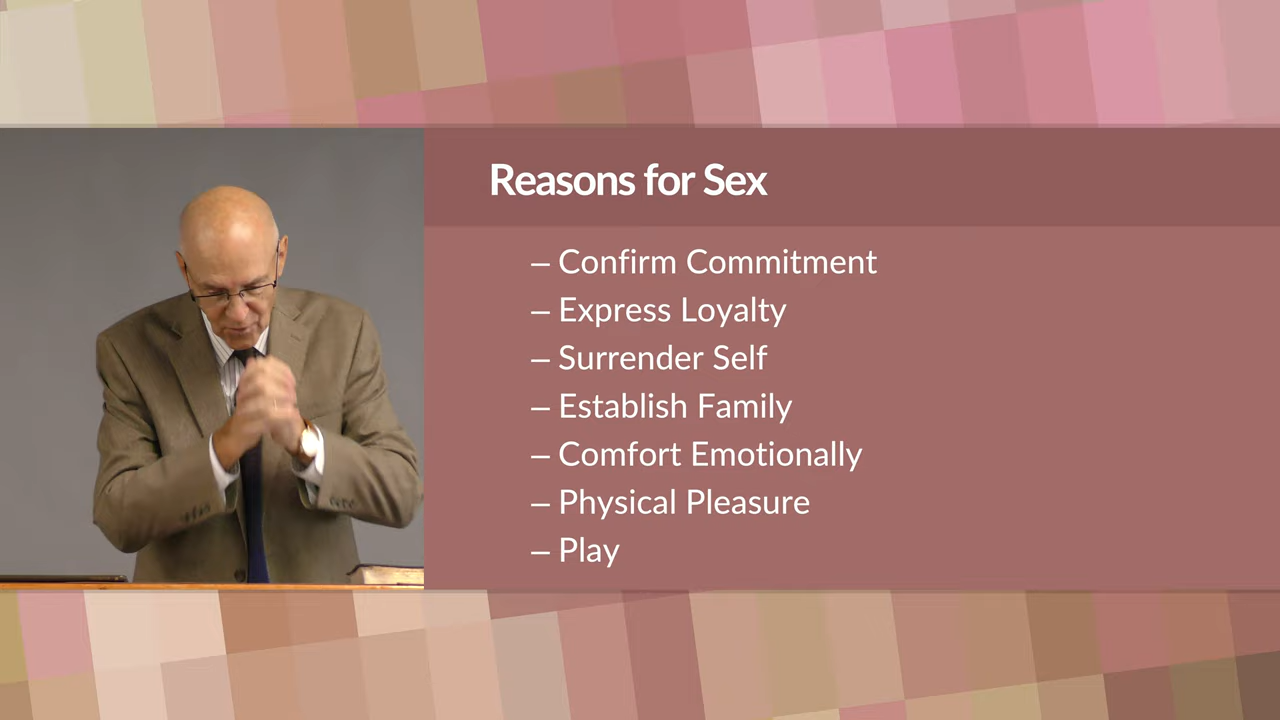 Reasons for Sex
– Confirm Commitment
– Express Loyalty
– Surrender Self
– Establish Family
– Comfort Emotionally
– Physical Pleasure
– Play